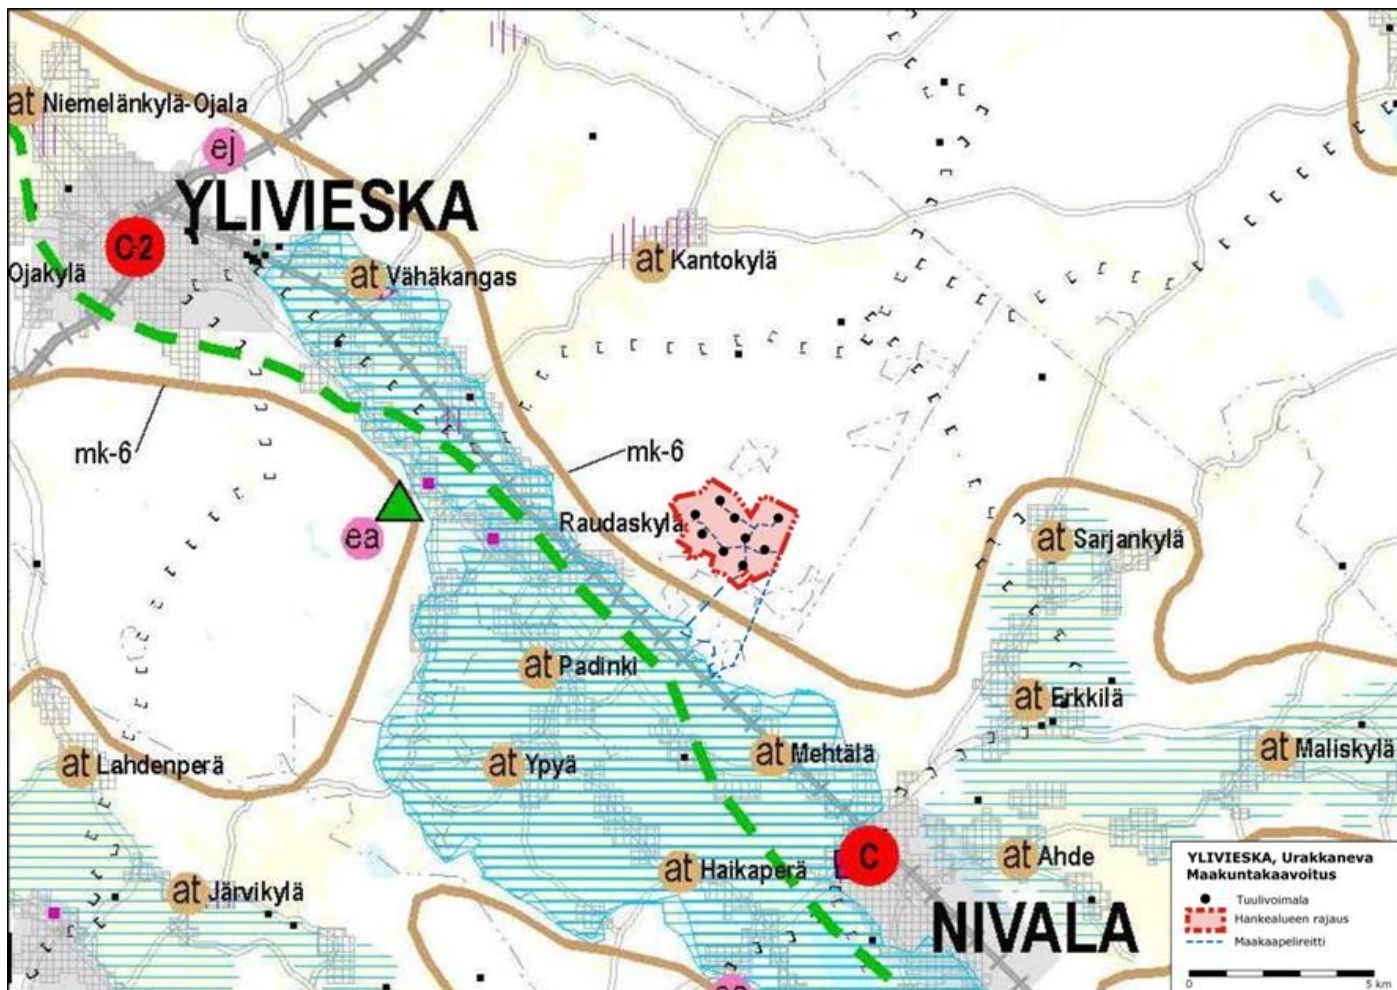 at Niemelänkylä-Ojala
ej
YLIVIESKA
C-2
Ojakylä
at Vähäkangas
at Kantokylä
mk-6
mk-6
Raudaskylä
ea
at Sarjankylä
at Padinki
at Erkkilä
at Lahdenperä
at Ypyä
at Mehtälä
at Maliskylä
C
at Haikaperä
at Ahde
at Järvikylä
NIVALA
YLIVIESKA, Urakkaneva
Maakuntakaavoitus
Tuulivoimala
Hankealueen rajaus
Maakaapelireitti
0 5 km